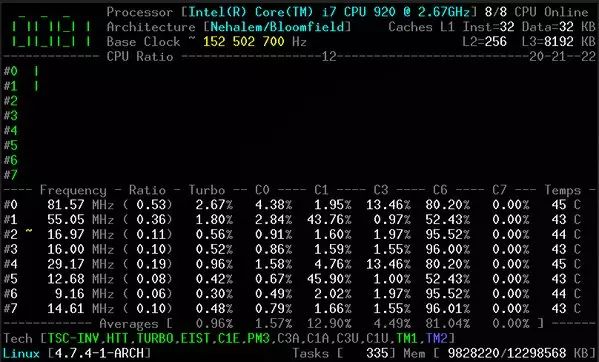 Processor [Intel(R) Core(TM) i7 CPU 920 @ 2.67GHz] 8/8 CPU Online
Architecture [Nehalem/Bloomfield] Caches L1 Inst=32 Data=32 KB
Base Clock ~ 152 502 700 Hz L2=256 L3=8192 KB
CPU Ratio 12 20-21 22
#0 |
#1 |
#2
#3
#4
#5
#6
#7
---- Frequency - Ratio - Turbo -- C0 ---- C1 ---- C3 ---- C6 ---- C7 --- Temps -
#0 81.57 MHz ( 0.53) 2.67% 4.38% 1.95% 13.46% 80.20% 0.00% 45 C
#1 55.05 MHz ( 0.36) 1.80% 2.84% 43.76% 0.97% 52.43% 0.00% 43 C
#2 ~ 16.97 MHz ( 0.11) 0.56% 0.91% 1.60% 1.97% 95.52% 0.00% 44 C
#3 16.00 MHz ( 0.10) 0.52% 0.86% 1.59% 1.55% 96.00% 0.00% 43 C
#4 29.17 MHz ( 0.19) 0.96% 1.58% 4.76% 13.46% 80.20% 0.00% 45 C
#5 12.68 MHz ( 0.08) 0.42% 0.67% 45.90% 1.00% 52.43% 0.00% 43 C
#6 9.16 MHz ( 0.06) 0.30% 0.49% 2.02% 1.97% 95.52% 0.00% 44 C
#7 14.61 MHz ( 0.10) 0.48% 0.79% 1.66% 1.55% 96.01% 0.00% 43 C
---- Averages [ 0.96% 1.57% 12.90% 4.49% 81.04% 0.00% ]
Tech [TSC-INV,HTT,TURBO,EIST,C1E,PM3,C3A,C1A,C3U,C1U,TM1,TM2]
Linux [4.7.4-1-ARCH] Tasks [ 335] Mem [ 9828220/12298568 KB]